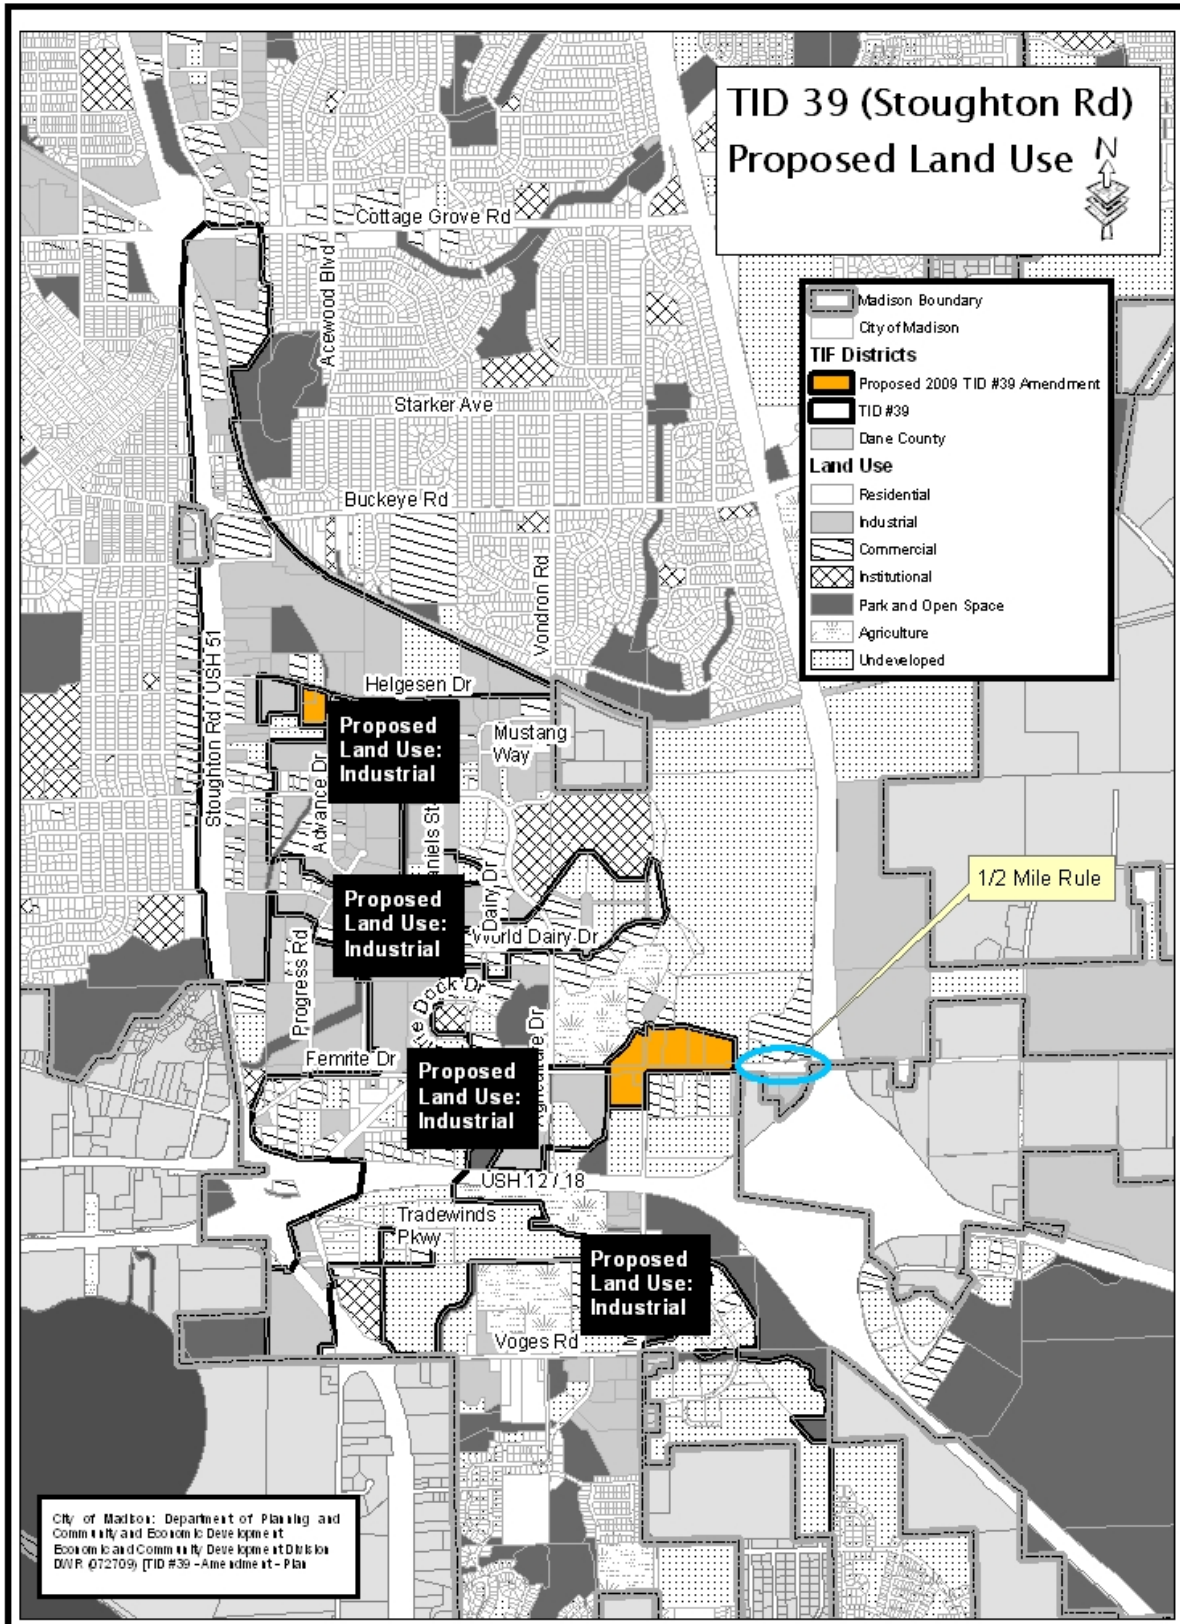 TID 39 (Stoughton Rd)
Proposed Land Use
N
Madison Boundary
City of Madison
TIF Districts
Proposed 2009 TID #39 Amendment
TID #39
Dane County
Land Use
Residential
Industrial
Commercial
Institutional
Park and Open Space
Agriculture
Undeveloped
Cottage Grove Rd
Acewood Blvd
Starker Ave
Buckeye Rd
Vondron Rd
Stoughton Rd / USH 51
Helgesen Dr
Proposed
Land Use:
Industrial
Mustang
Way
Advance Dr
aniels St
1/2 Mile Rule
Proposed
Land Use:
Industrial
Dairy Dr
World Dairy Dr
Progress Rd
Dock Dr
Femrite Dr
Proposed
Land Use:
Industrial
Agriculture Dr
USH 12 / 18
Tradewinds
Pkwy
Proposed
Land Use:
Industrial
Voges Rd
City of Madison: Department of Planning and
Community and Economic Development
Economic and Community Development Division
DWR (072709) [TID #39 - Amendment - Plan